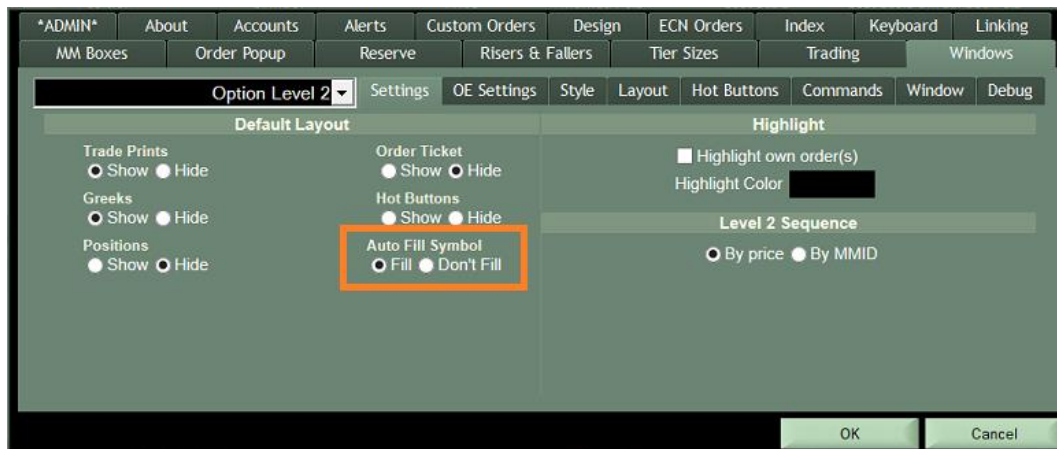 *ADMIN* About Accounts Alerts Custom Orders Design ECN Orders Index Keyboard Linking
MM Boxes Order Popup Reserve Risers & Fallers Tier Sizes Trading Windows
Option Level 2 Settings OE Settings Style Layout Hot Buttons Commands Window Debug
Default Layout
Trade Prints
Show Hide
Greeks
Show Hide
Positions
Show Hide
Order Ticket
Show Hide
Hot Buttons
Show Hide
Auto Fill Symbol
Fill Don't Fill
Highlight
Highlight own order(s)
Highlight Color
Level 2 Sequence
By price By MMID
OK Cancel